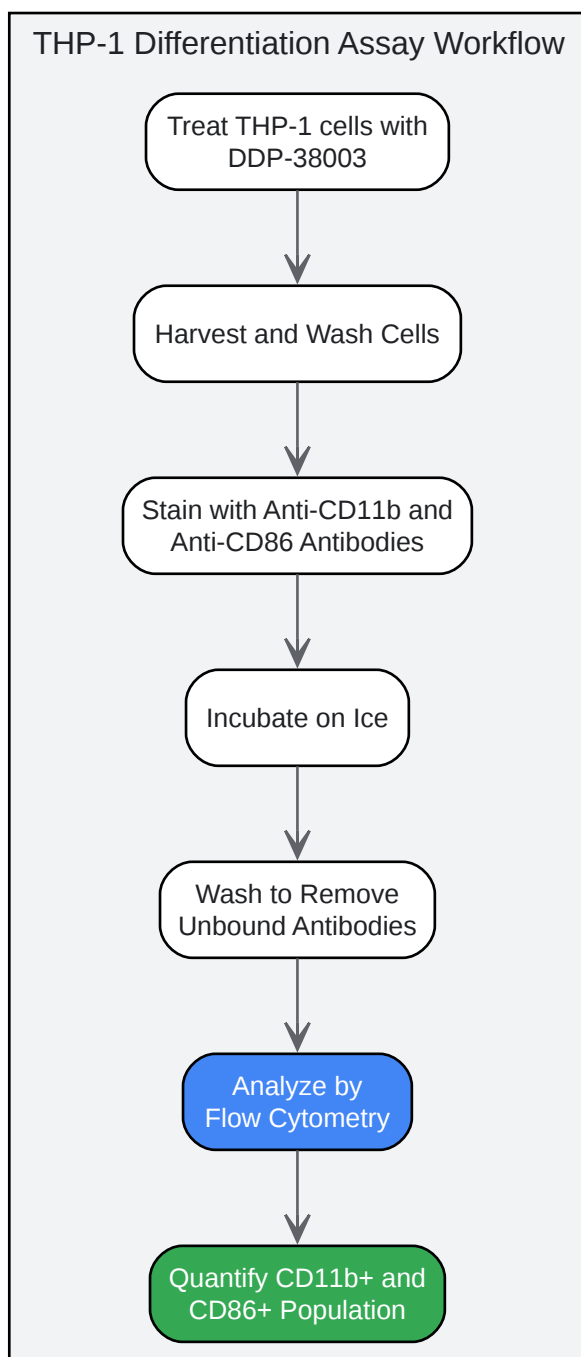 THP-1 Differentiation Assay Workflow
Treat THP-1 cells with
DDP-38003
Harvest and Wash Cells
Stain with Anti-CD11b and
Anti-CD86 Antibodies
Incubate on Ice
Wash to Remove
Unbound Antibodies
Analyze by
Flow Cytometry
Quantify CD11b+ and
CD86+ Population